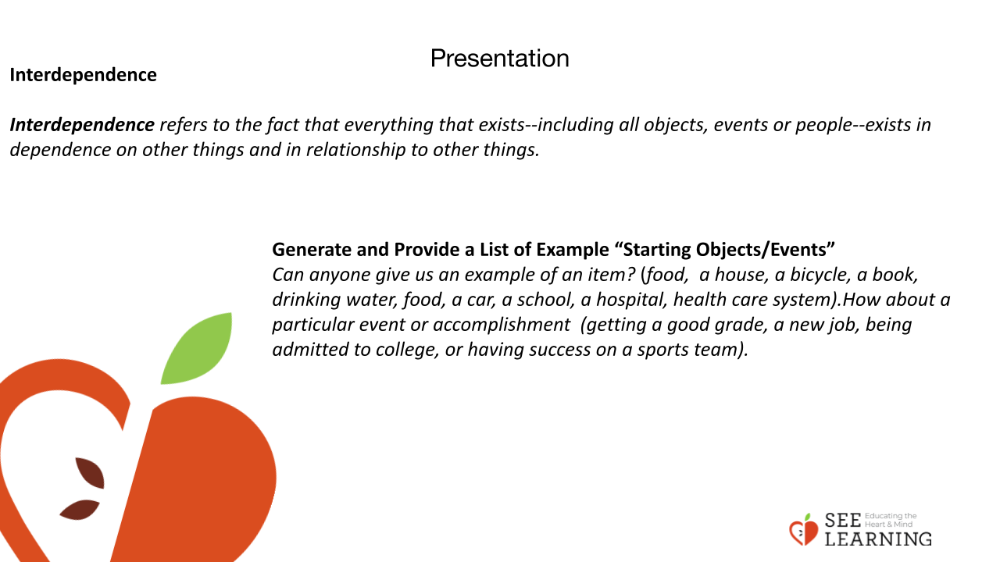 Presentation
Interdependence
Interdependence refers to the fact that everything that exists--including all objects, events or people--exists in
dependence on other things and in relationship to other things.
Generate and Provide a List of Example “Starting Objects/Events”
Can anyone give us an example of an item? (food,  a house, a bicycle, a book,
drinking water, food, a car, a school, a hospital, health care system).How about a
particular event or accomplishment  (getting a good grade, a new job, being
admitted to college, or having success on a sports team).
SEE Educating the
Heart & Mind
LEARNING